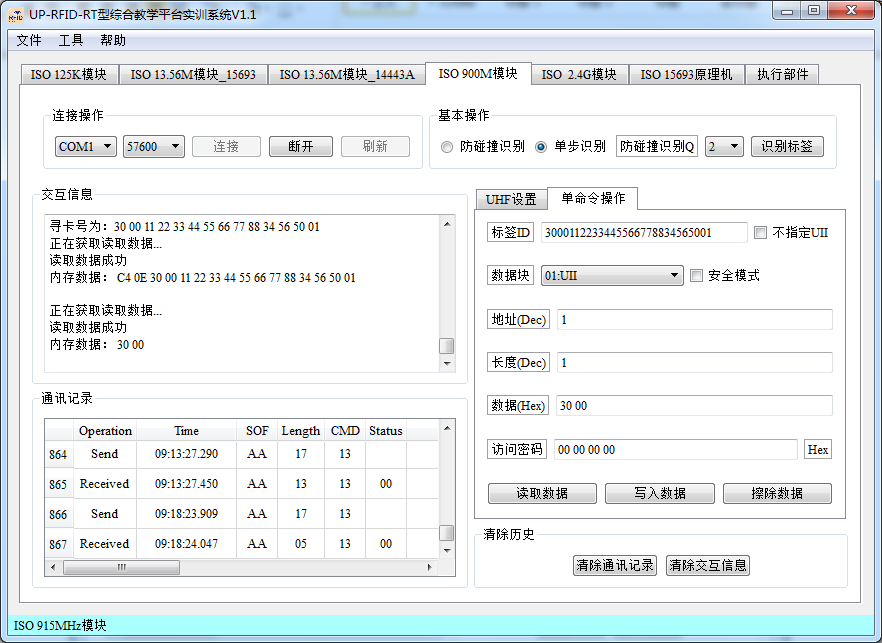 UP-RFID-RT型综合教学平台实训系统V1.1
文件 工具 帮助
ISO 125K模块 ISO 13.56M模块_15693 ISO 13.56M模块_14443A ISO 900M模块 ISO 2.4G模块 ISO 15693原理机 执行部件
连接操作
COM1 57600 连接 断开 刷新
基本操作
防碰撞识别 单步识别 防碰撞识别Q 2 识别标签
交互信息
寻卡号为: 30 00 11 22 33 44 55 66 77 88 34 56 50 01
正在获取读取数据...
读取数据成功
内存数据: C4 0E 30 00 11 22 33 44 55 66 77 88 34 56 50 01
正在获取读取数据...
读取数据成功
内存数据: 30 00
通讯记录
Operation Time SOF Length CMD Status
864 Send 09:13:27.290 AA 17 13
865 Received 09:13:27.450 AA 13 13 00
866 Send 09:18:23.909 AA 17 13
867 Received 09:18:24.047 AA 05 13 00
UHF设置 单命令操作
标签ID 3000112233445566778834565001 不指定UII
数据块 01:UII 安全模式
地址(Dec) 1
长度(Dec) 1
数据(Hex) 30 00
访问密码 00 00 00 00 Hex
读取数据 写入数据 擦除数据
清除历史
清除通讯记录 清除交互信息
ISO 915MHz模块